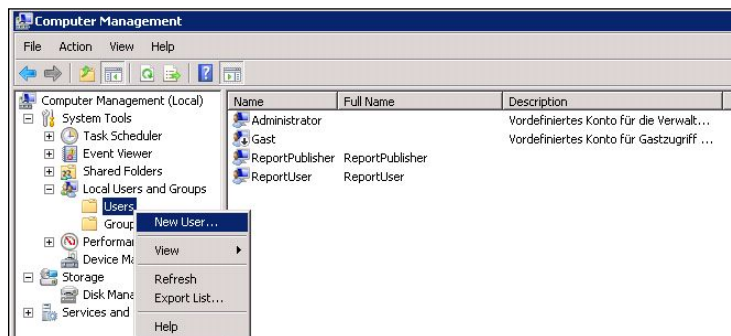 Computer Management
File Action View Help
Computer Management (Local)
System Tools
Task Scheduler
Event Viewer
Shared Folders
Local Users and Groups
Users
Group
Performa
Device Ma
Storage
Disk Mana
Services and
New User...
View
Refresh
Export List...
Help
Name Full Name Description
Administrator Vordefiniertes Konto für die Verwalt...
Gast Vordefiniertes Konto für Gastzugriff ...
ReportPublisher ReportPublisher
ReportUser ReportUser